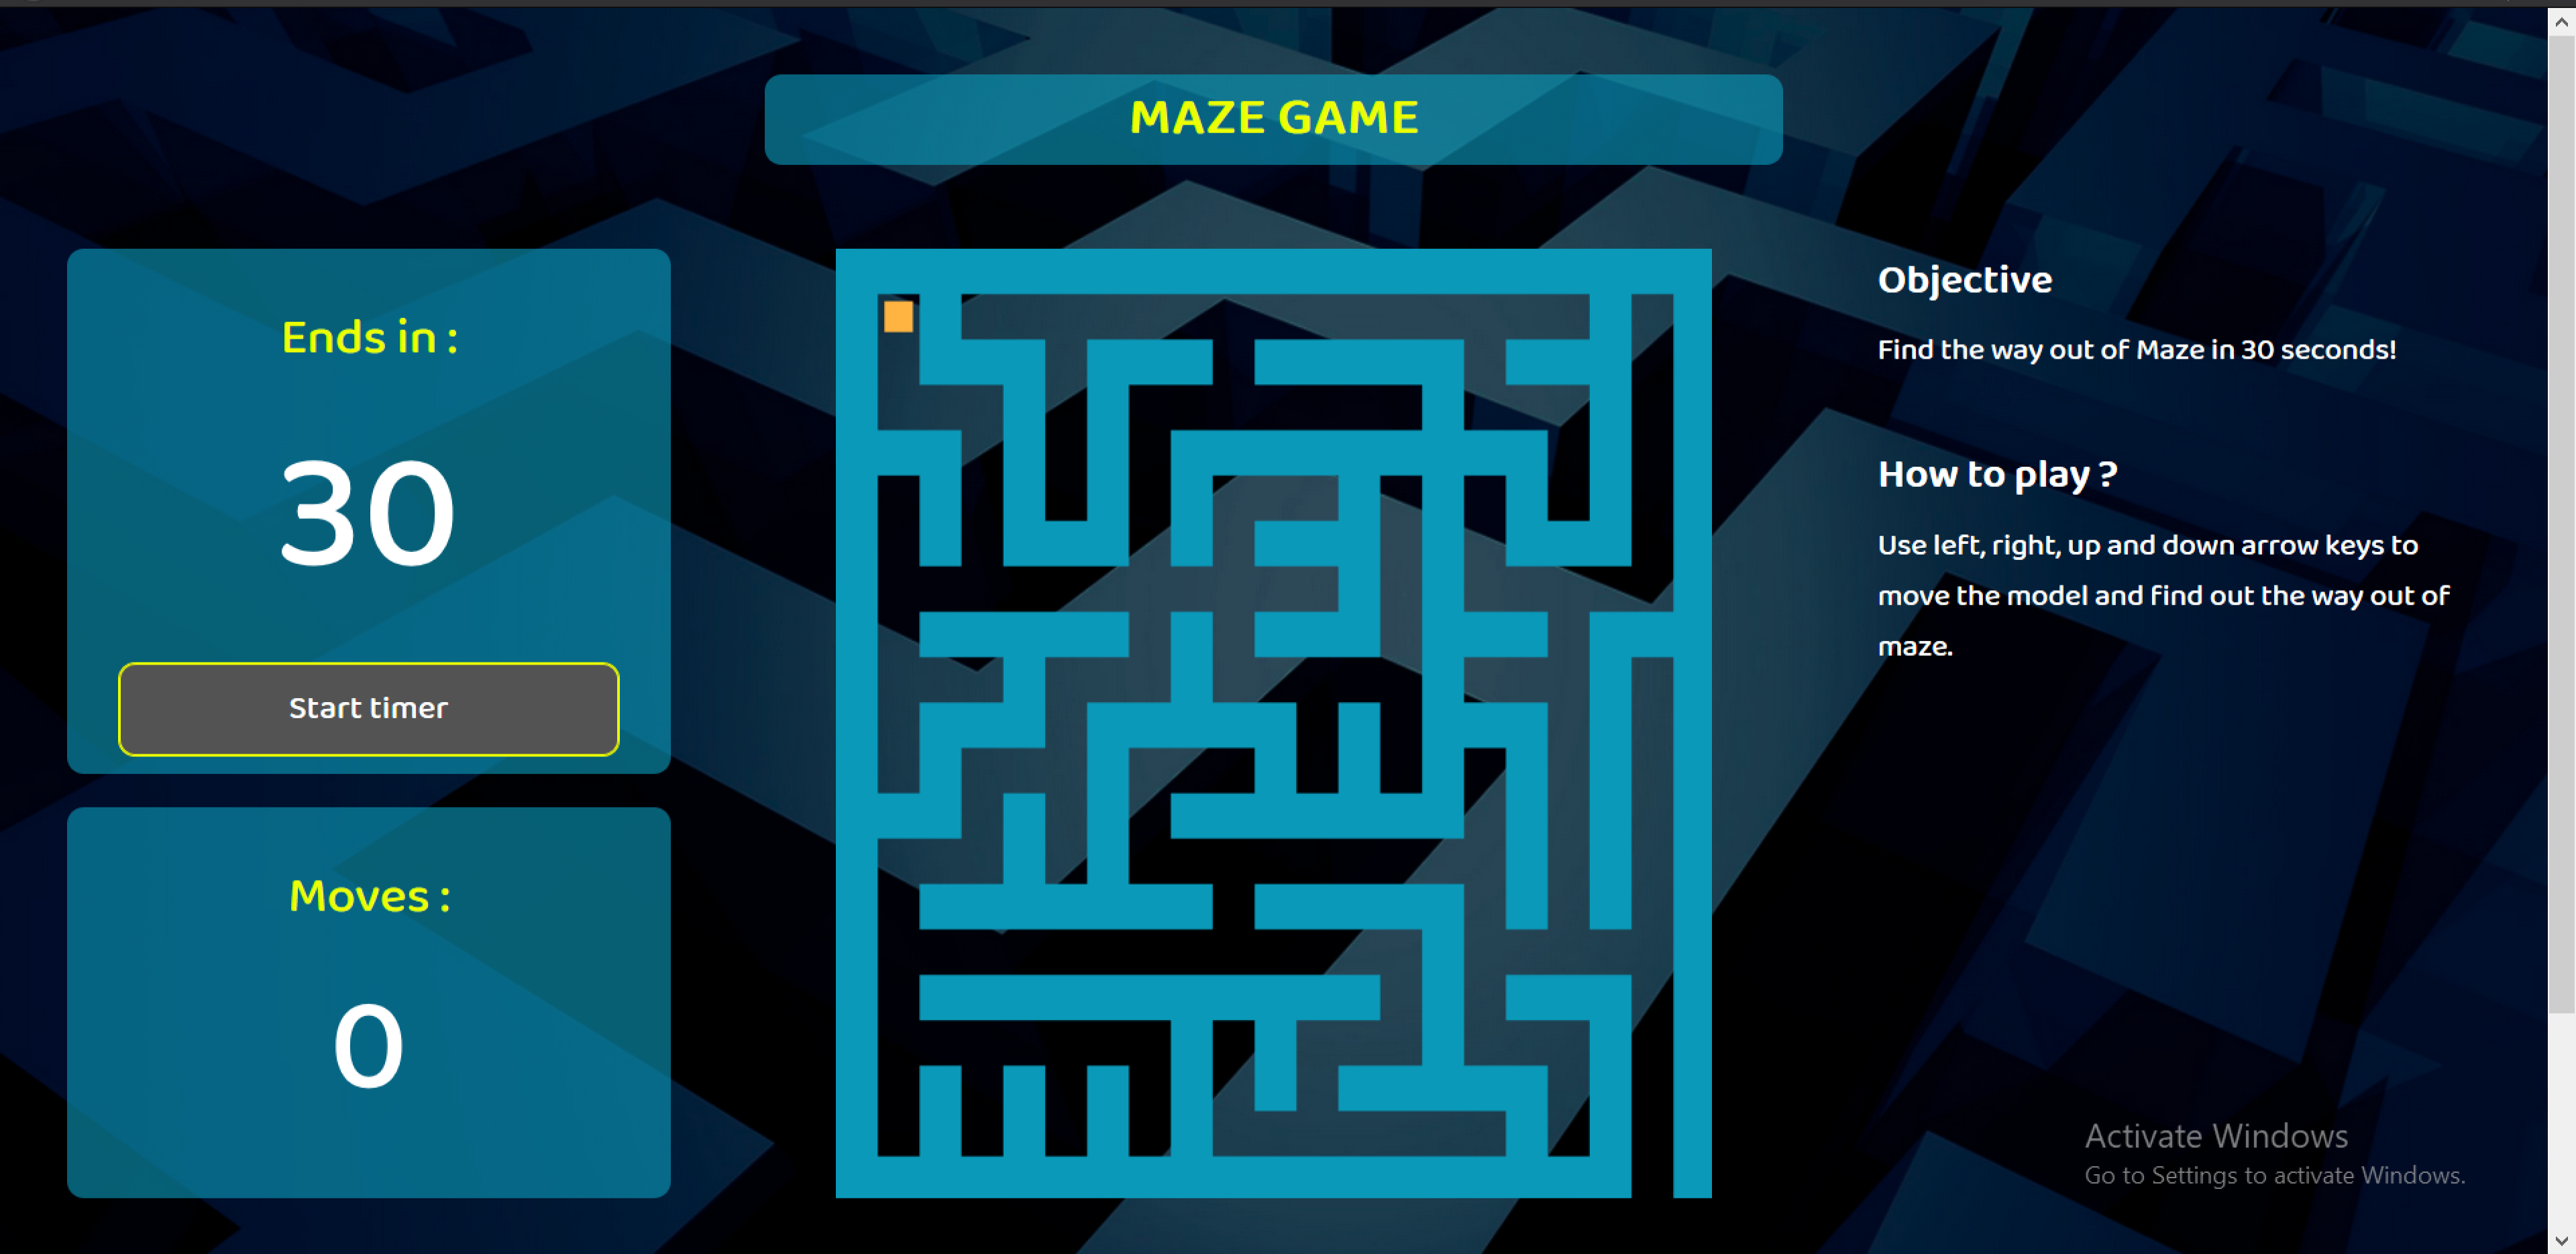 MAZE GAME
Ends in :
30
Start timer
Moves :
0
Objective
Find the way out of Maze in 30 seconds!
How to play ?
Use left, right, up and down arrow keys to
move the model and find out the way out of
maze.
Activate Windows
Go to Settings to activate Windows.